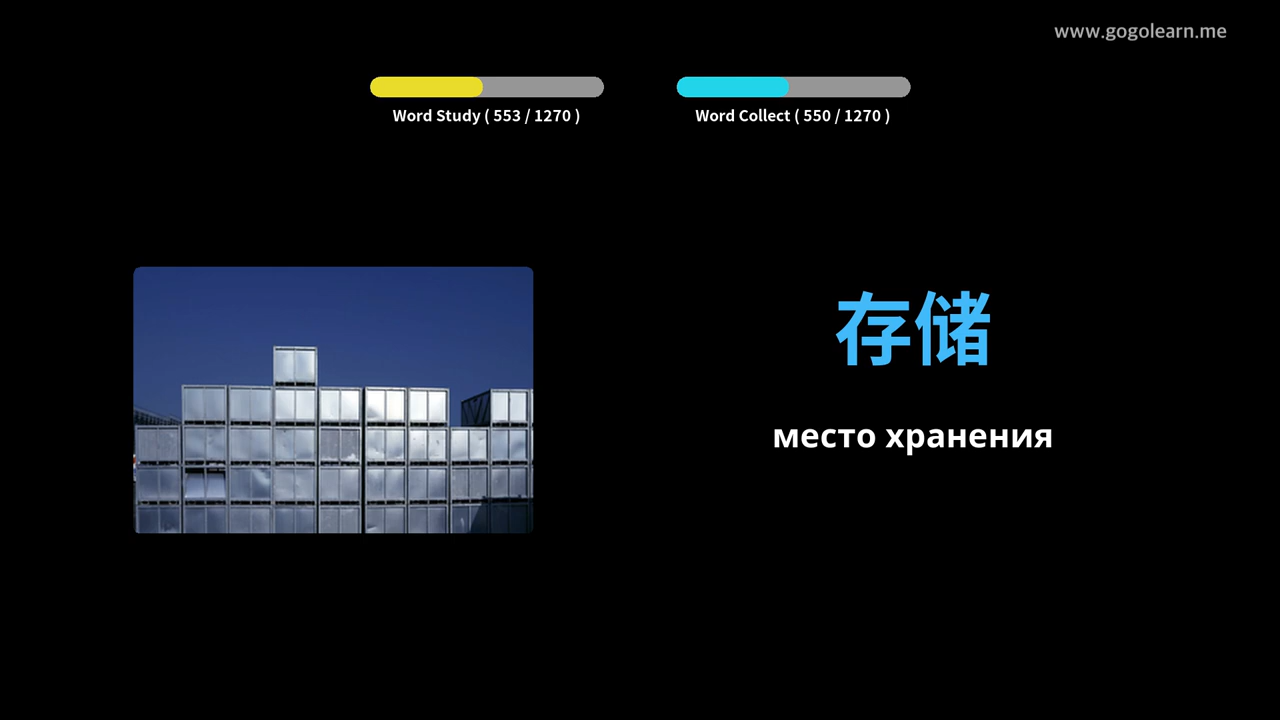 www.gogolearn.me
Word Study ( 553 / 1270 )
Word Collect ( 550 / 1270 )
存储
место хранения